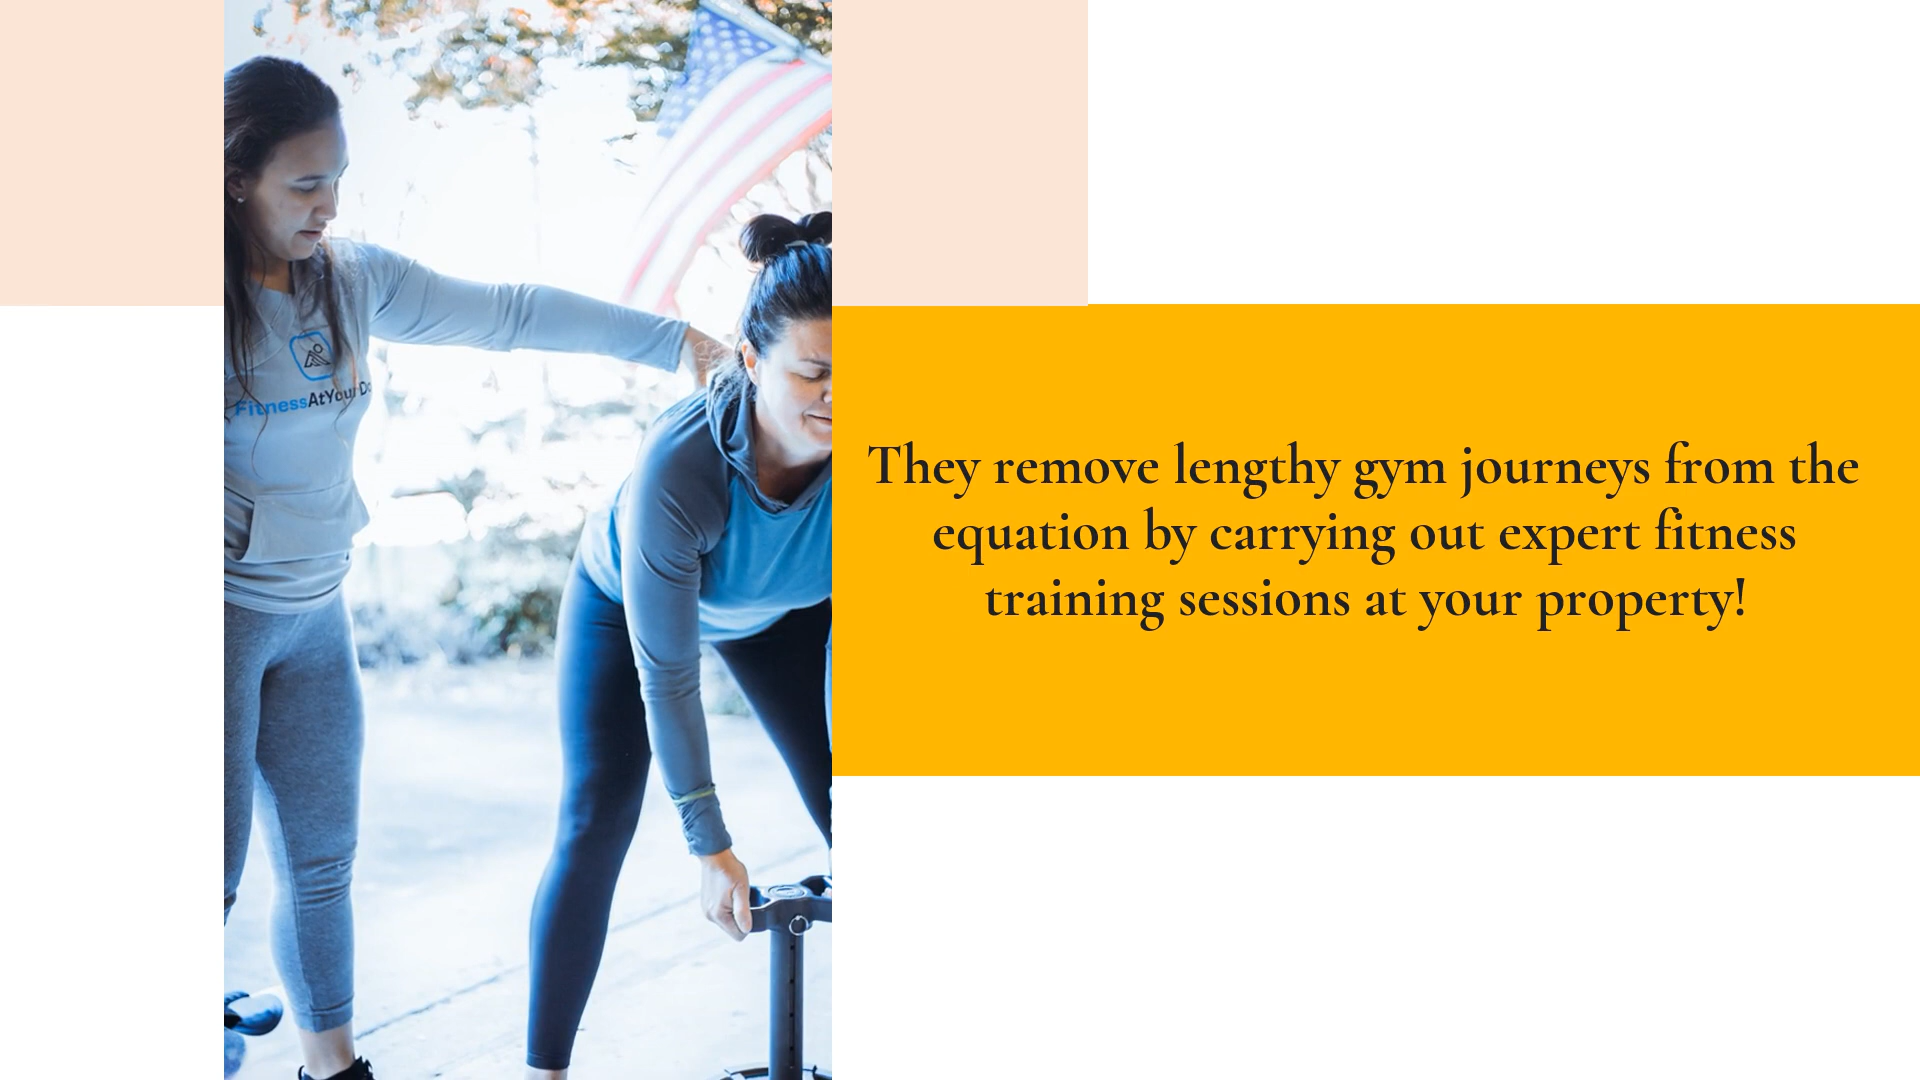 FitnessAtYour
They remove lengthy gym journeys from the
equation by carrying out expert fitness
training sessions at your property!